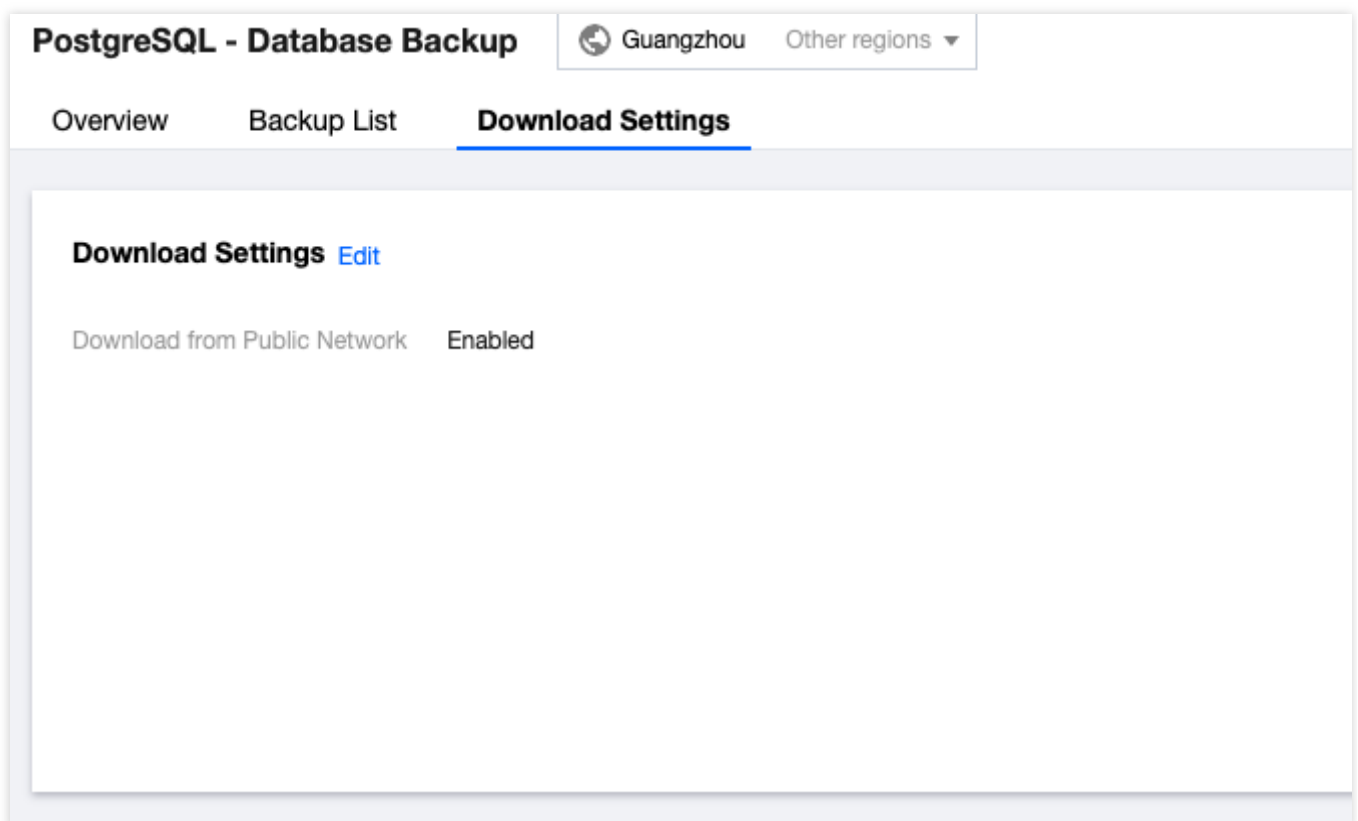 PostgreSQL - Database Backup Guangzhou Other regions
Overview Backup List Download Settings
Download Settings Edit
Download from Public Network Enabled